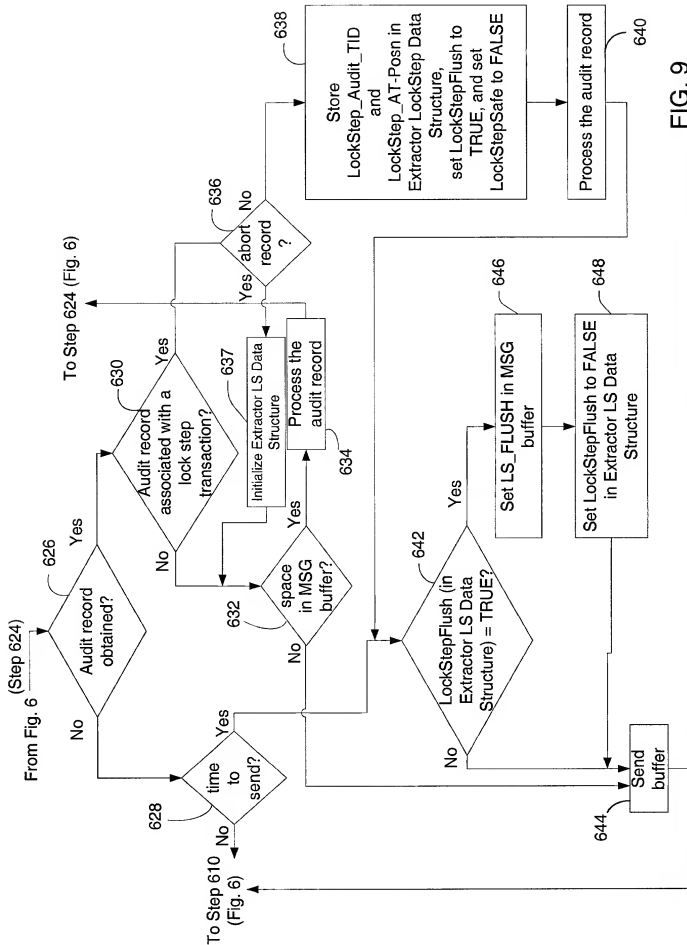 From Fig. 6 (Step 624)
626
Audit record
obtained?
No
Yes
To Step 624 (Fig. 6)
630
Audit record
associated with a
lock step
transaction?
No
Yes
636
abort
record
?
Yes
No
638
Store
LockStep_Audit_TID
and
LockStep_AT-Posn in
Extractor LockStep Data
Structure,
set LockStepFlush to
TRUE, and set
LockStepSafe to FALSE
637
Initialize Extractor LS Data
Structure
Process the
audit record
634
632
space
in MSG
buffer?
Yes
No
640
Process the audit record
628
time
to
send?
Yes
No
To Step 610
(Fig. 6)
642
LockStepFlush (in
Extractor LS Data
Structure) = TRUE?
Yes
No
646
Set LS_FLUSH in MSG
buffer
648
Set LockStepFlush to FALSE
in Extractor LS Data
Structure
644
Send
buffer
FIG. 9